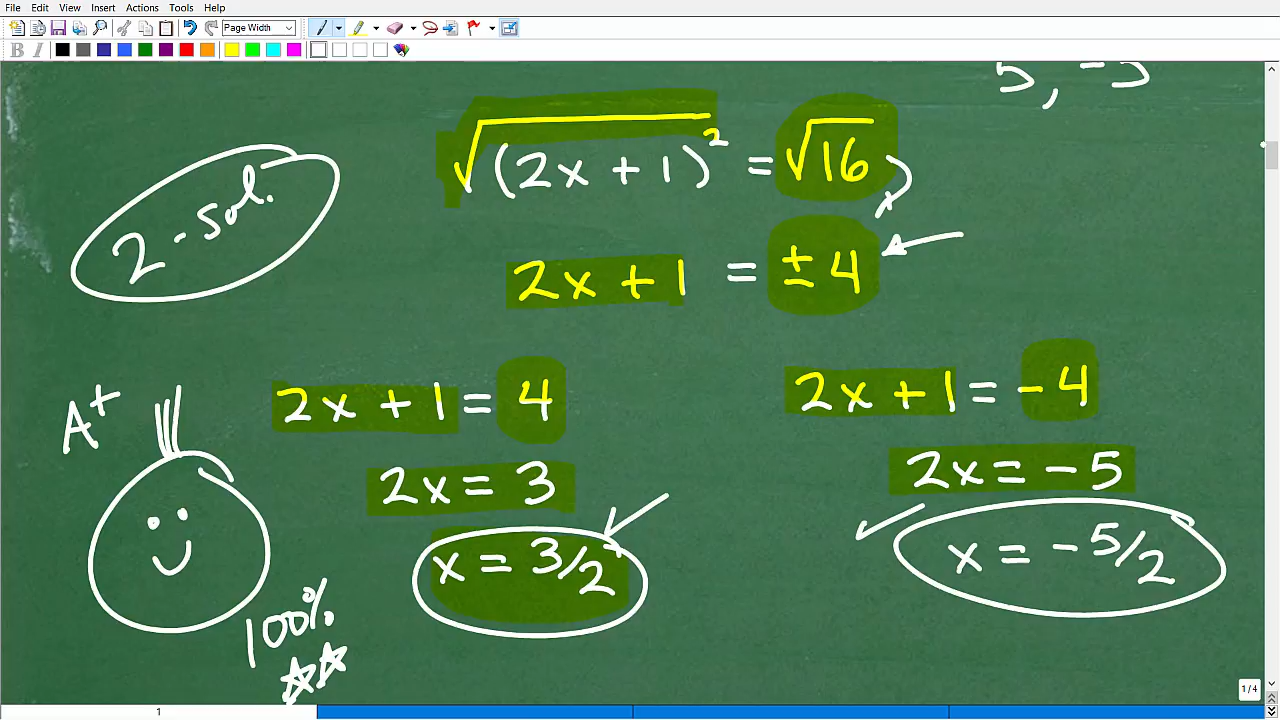 File Edit View Insert Actions Tools Help
Page Width
B I
5, -5
√(2x + 1)² = √16
2 - Sol.
2x + 1 = ± 4
2x + 1 = 4
2x + 1 = -4
A+
2x = 3
2x = -5
x = 3/2
x = -5/2
100%
1/4
1